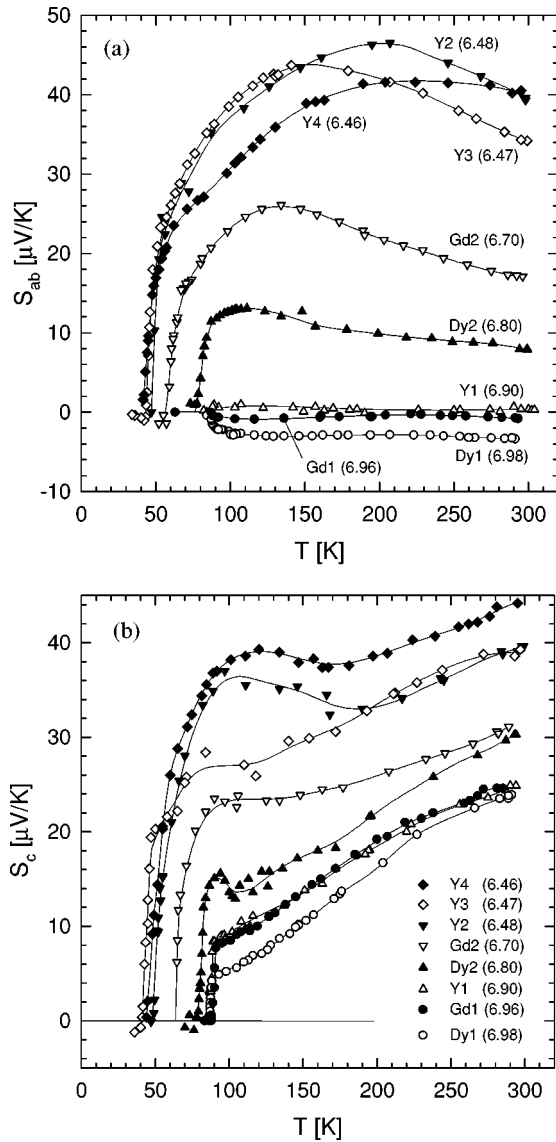 (a)
50
40
30
20
10
0
-10
S_ab [μV/K]
Y2 (6.48)
Y4 (6.46)
Y3 (6.47)
Gd2 (6.70)
Dy2 (6.80)
Y1 (6.90)
Gd1 (6.96)
Dy1 (6.98)
0 50 100 150 200 250 300
T [K]
(b)
40
30
20
10
0
S_c [μV/K]
Y4 (6.46)
Y3 (6.47)
Y2 (6.48)
Gd2 (6.70)
Dy2 (6.80)
Y1 (6.90)
Gd1 (6.96)
Dy1 (6.98)
0 50 100 150 200 250 300
T [K]